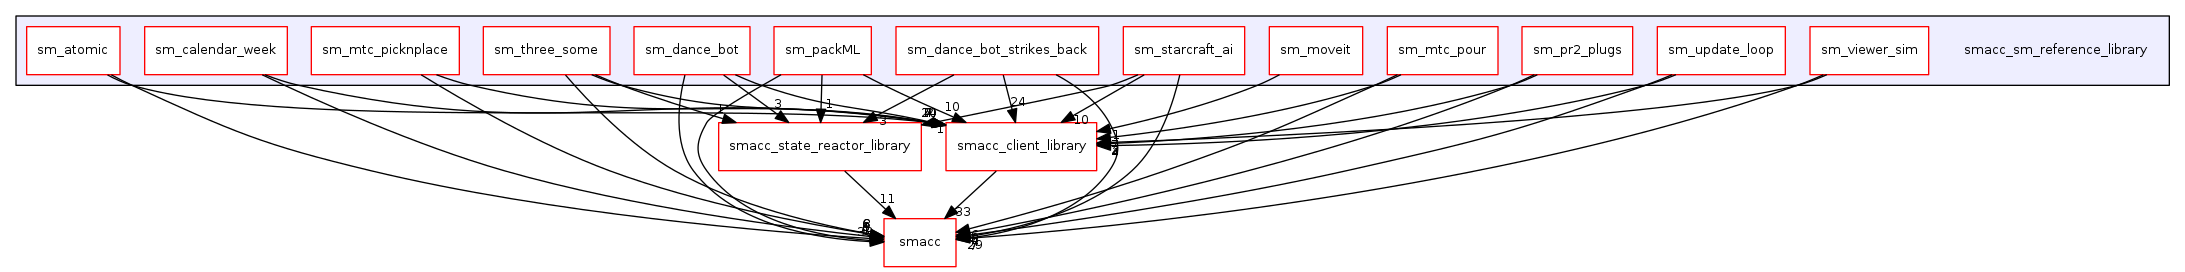 sm_atomic
sm_calendar_week
sm_mtc_picknplace
sm_three_some
sm_dance_bot
sm_packML
sm_dance_bot_strikes_back
sm_starcraft_ai
sm_moveit
sm_mtc_pour
sm_pr2_plugs
sm_update_loop
sm_viewer_sim
smacc_sm_reference_library
3
1
10
24
3
10
1
smacc_state_reactor_library
smacc_client_library
11
33
smacc
29